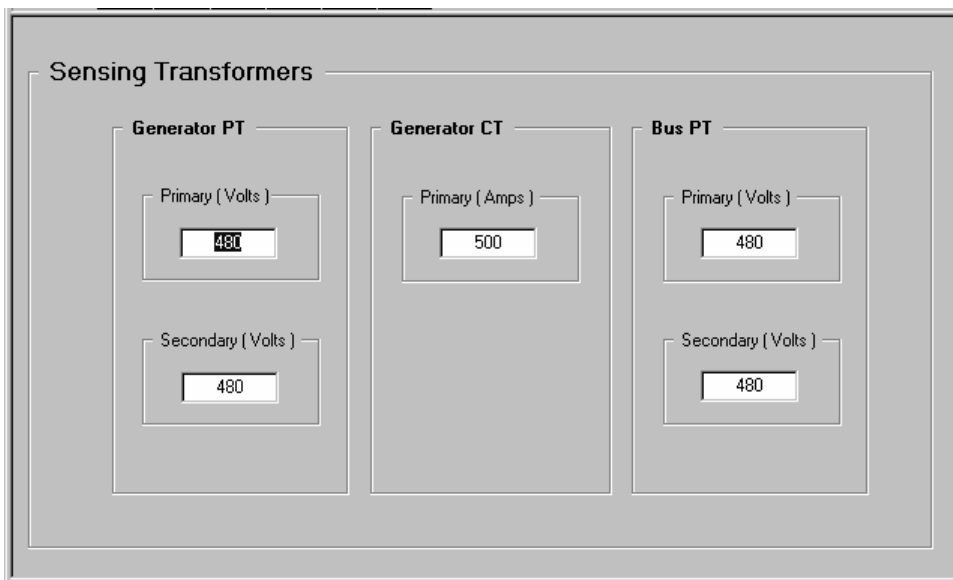 Sensing Transformers
Generator PT
Primary ( Volts )
480
Secondary ( Volts )
480
Generator CT
Primary ( Amps )
500
Bus PT
Primary ( Volts )
480
Secondary ( Volts )
480